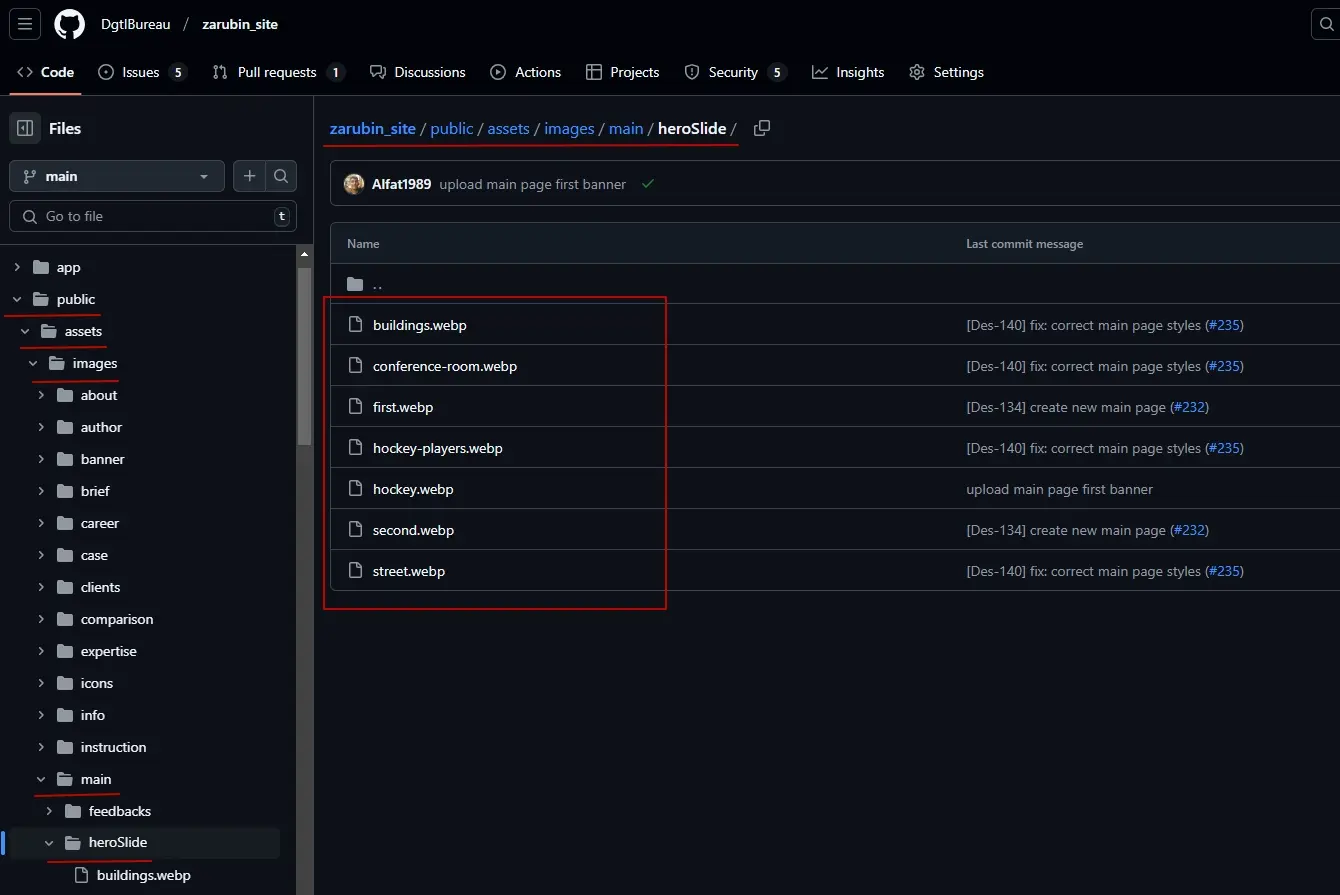 DgtlBureau / zarubin_site
Code Issues 5 Pull requests 1 Discussions Actions Projects Security 5 Insights Settings
Files
main
Go to file t
app
public
assets
images
about
author
banner
brief
career
case
clients
comparison
expertise
icons
info
instruction
main
feedbacks
heroSlide
buildings.webp
zarubin_site / public / assets / images / main / heroSlide /
Alfat1989 upload main page first banner
Name Last commit message
..
buildings.webp [Des-140] fix: correct main page styles (#235)
conference-room.webp [Des-140] fix: correct main page styles (#235)
first.webp [Des-134] create new main page (#232)
hockey-players.webp [Des-140] fix: correct main page styles (#235)
hockey.webp upload main page first banner
second.webp [Des-134] create new main page (#232)
street.webp [Des-140] fix: correct main page styles (#235)